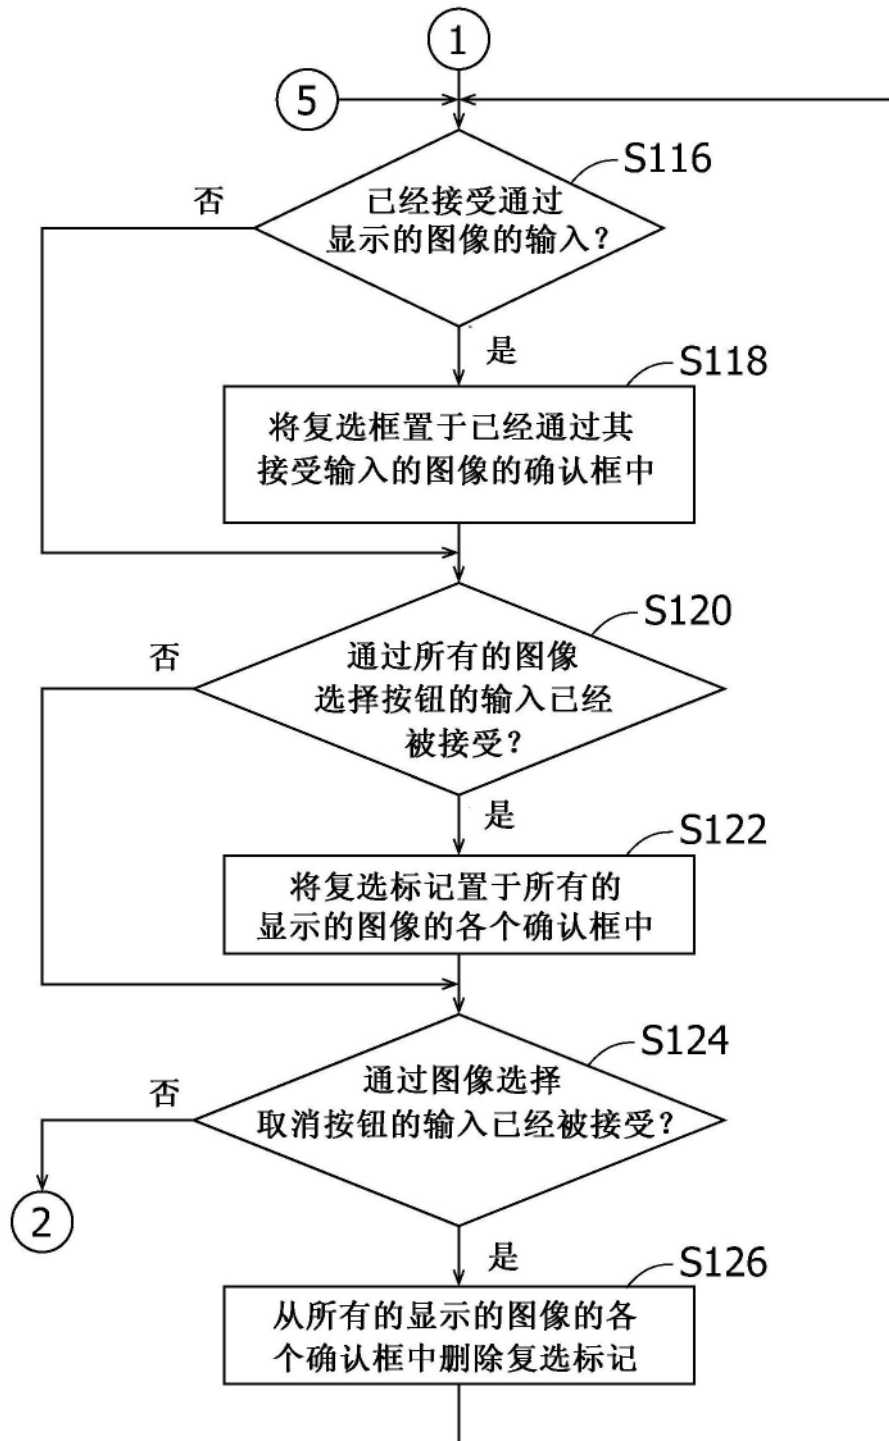 1
5
S116
否
已经接受通过
显示的图像的输入?
是
S118
将复选框置于已经通过其
接受输入的图像的确认框中
S120
否
通过所有的图像
选择按钮的输入已经
被接受?
是
S122
将复选标记置于所有的
显示的图像的各个确认框中
S124
否
通过图像选择
取消按钮的输入已经被接受?
2
是
S126
从所有的显示的图像的各
个确认框中删除复选标记